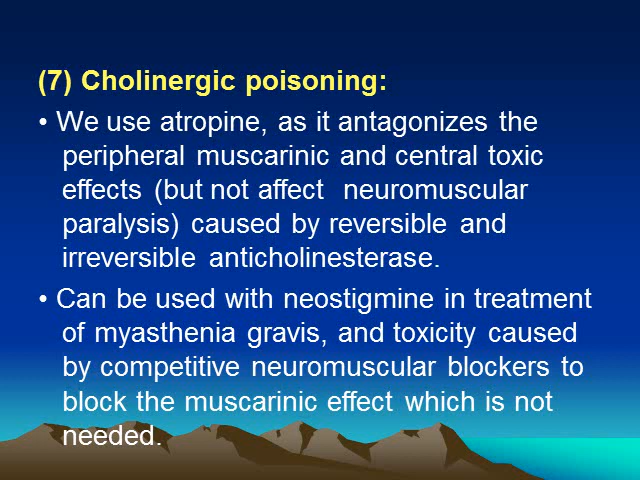 (7) Cholinergic poisoning:
• We use atropine, as it antagonizes the
peripheral muscarinic and central toxic
effects (but not affect neuromuscular
paralysis) caused by reversible and
irreversible anticholinesterase.
• Can be used with neostigmine in treatment
of myasthenia gravis, and toxicity caused
by competitive neuromuscular blockers to
block the muscarinic effect which is not
needed.